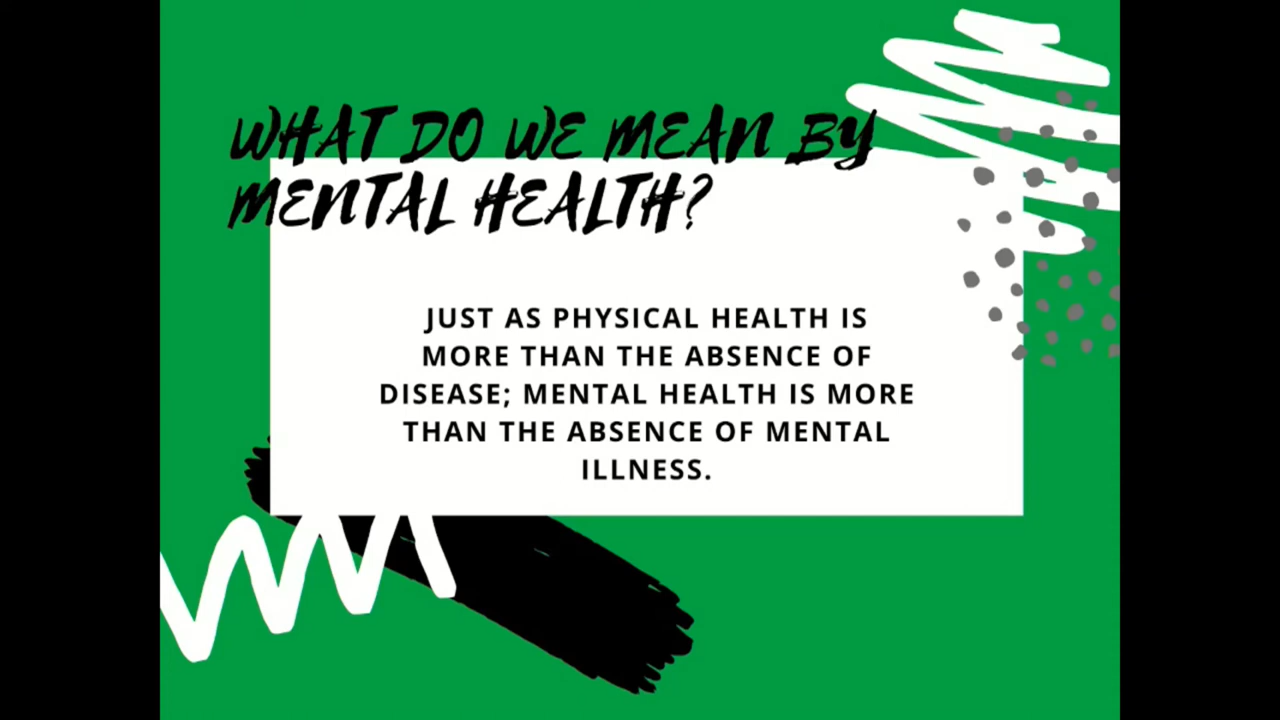 WHAT DO WE MEAN BY
MENTAL HEALTH?
JUST AS PHYSICAL HEALTH IS
MORE THAN THE ABSENCE OF
DISEASE; MENTAL HEALTH IS MORE
THAN THE ABSENCE OF MENTAL
ILLNESS.